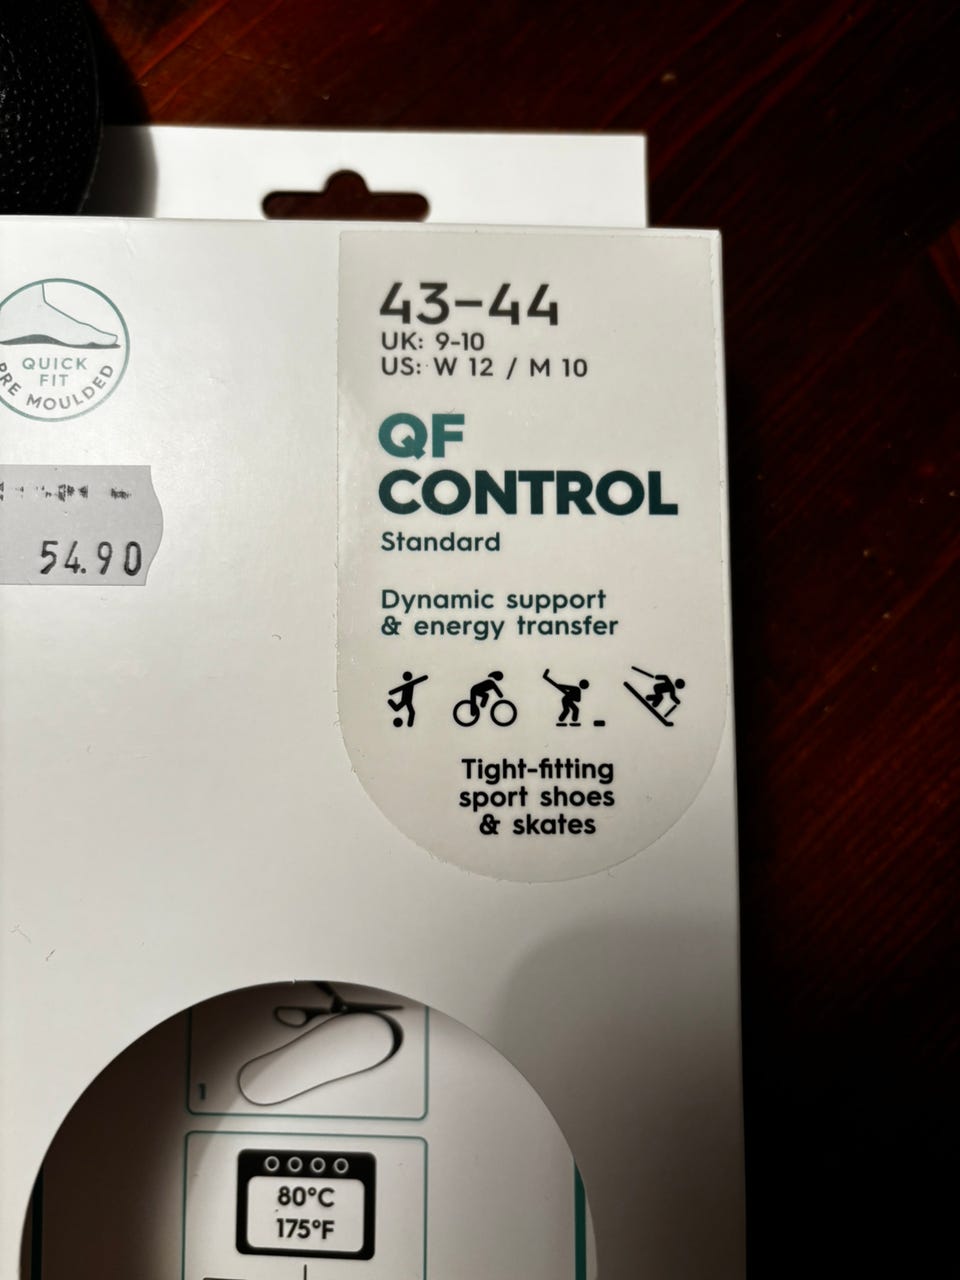 43–44
UK: 9-10
US: W 12 / M 10
QUICK
FIT
PRE MOULDED
QF
CONTROL
54.90
Standard
Dynamic support
& energy transfer
Tight-fitting
sport shoes
& skates
1
80°C
175°F